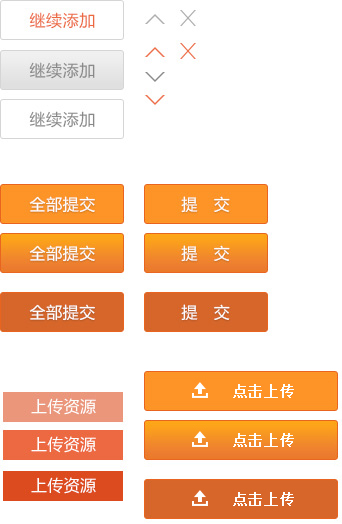 继续添加
继续添加
继续添加
全部提交
提 交
全部提交
提 交
全部提交
提 交
点击上传
上传资源
点击上传
上传资源
上传资源
点击上传